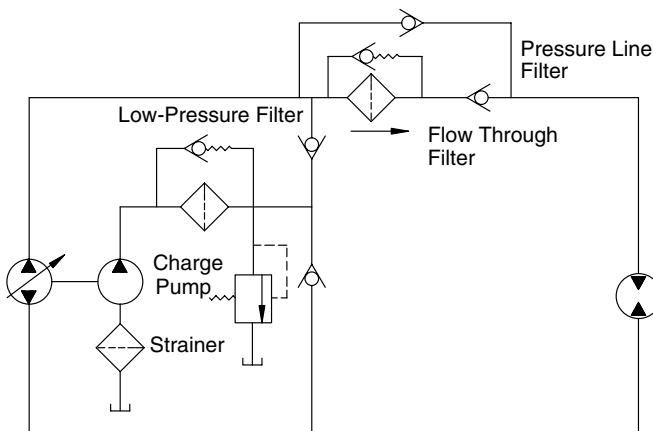 Pressure Line
Filter
Low-Pressure Filter
Flow Through
Filter
Charge
Pump
Strainer